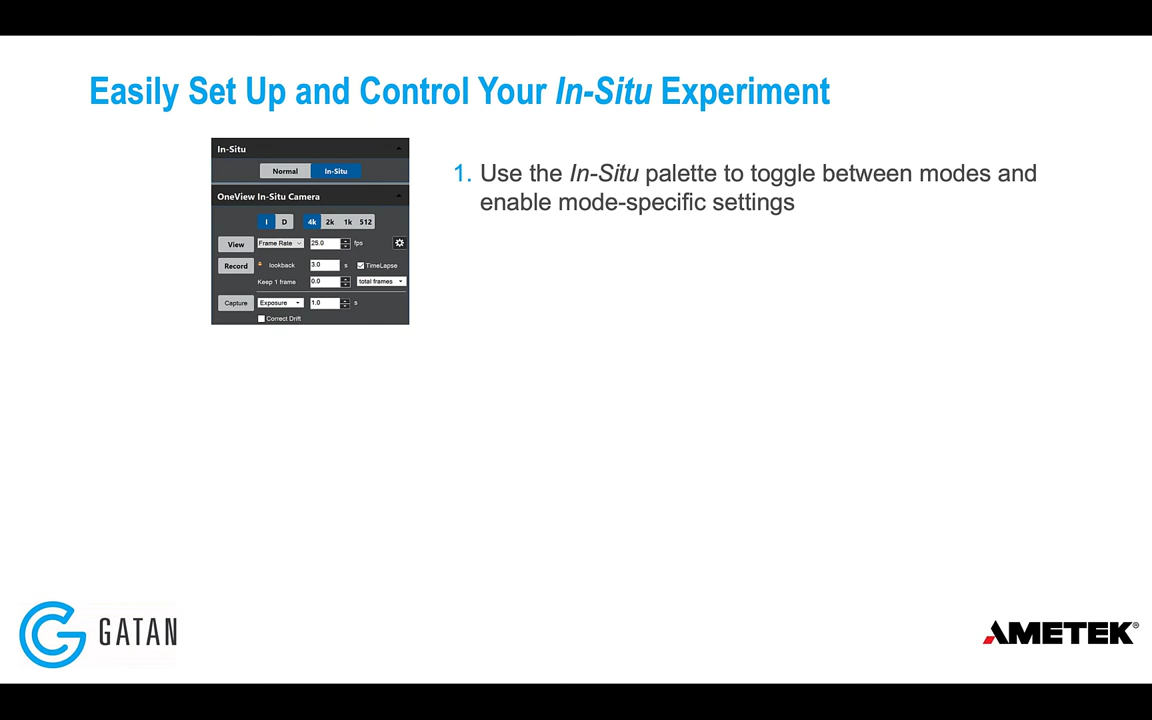 Easily Set Up and Control Your In-Situ Experiment
In-Situ
Normal In-Situ
OneView In-Situ Camera
I D 4k 2k 1k 512
View Frame Rate 25.0 fps
Record lookback 3.0 s TimeLapse
Keep 1 frame 0.0 total frames
Capture Exposure 1.0 s
Correct Drift
1. Use the In-Situ palette to toggle between modes and
enable mode-specific settings
GATAN
AMETEK®